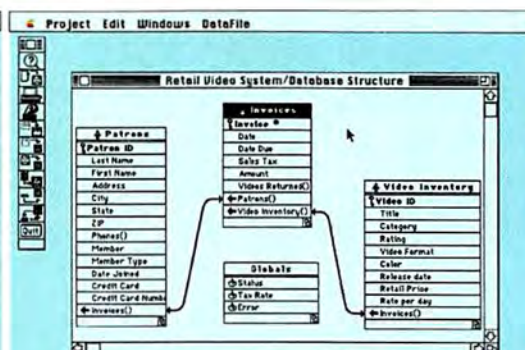 Project Edit Windows DataFile
Retail Video System/Database Structure
Quit
Patrons
Patron ID
Last Name
First Name
Address
City
State
ZIP
Phones()
Member
Member Type
Date Joined
Credit Card
Credit Card Numbe
Invoices()
Invoices
Invoice #
Date
Date Due
Sales Tax
Amount
Videos Returned()
Patrons()
Video Inventory()
Globals
Status
Tax Rate
Error
Video Inventory
Video ID
Title
Category
Rating
Video Format
Color
Release date
Retail Price
Rate per day
Invoices()